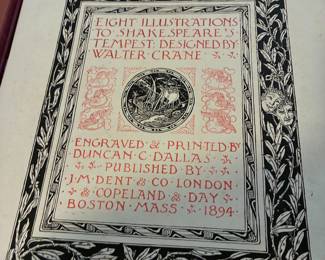 EIGHT ILLUSTRATIONS
TO SHAKESPEARE'S
TEMPEST: DESIGNED BY
WALTER CRANE
ENGRAVED & PRINTED BY
DUNCAN C. DALLAS
PUBLISHED BY
J. M. DENT & CO. LONDON
& COPELAND & DAY
BOSTON MASS 1894